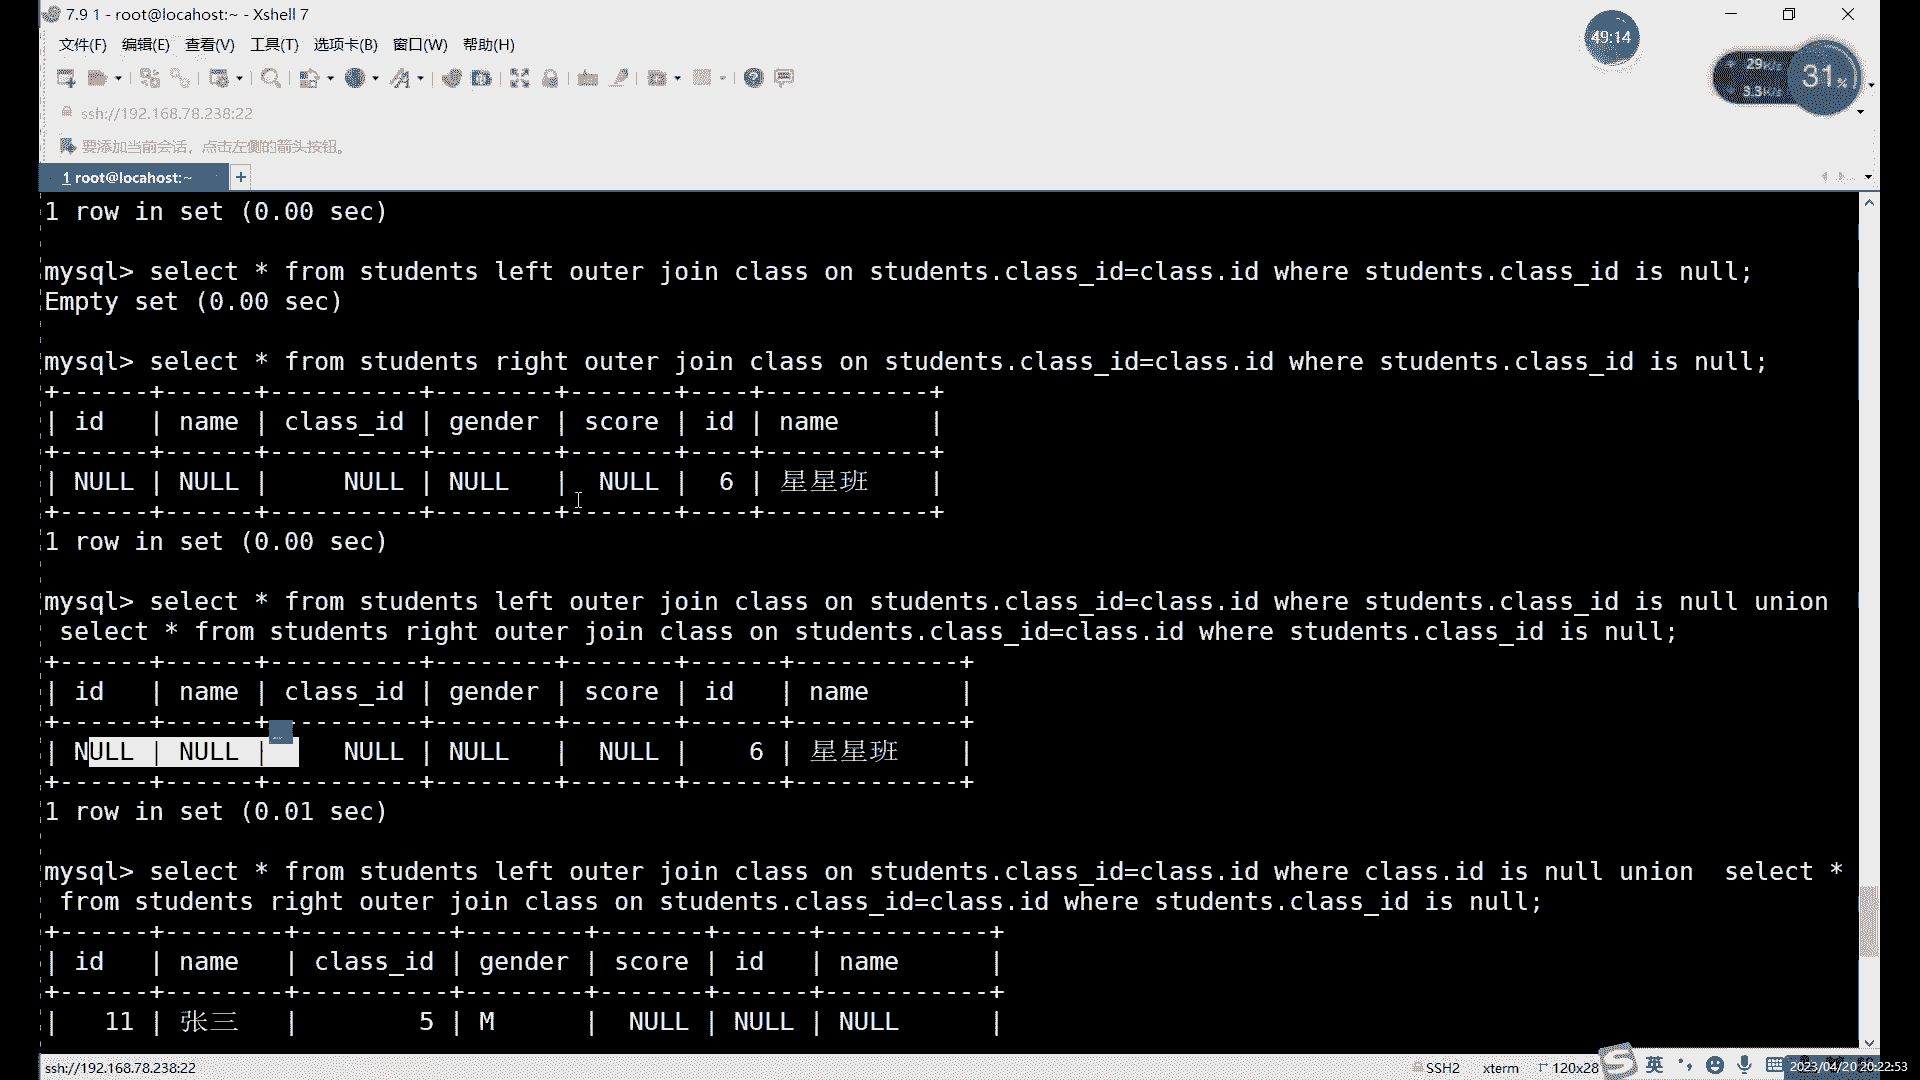 7.9 1 - root@locahost:~ - Xshell 7
49:14
文件(F) 编辑(E) 查看(V) 工具(T) 选项卡(B) 窗口(W) 帮助(H)
29K/s
3.3K/s
31%
ssh://192.168.78.238:22
要添加当前会话，点击左侧的箭头按钮。
1 root@locahost:~ +
1 row in set (0.00 sec)
mysql> select * from students left outer join class on students.class_id=class.id where students.class_id is null;
Empty set (0.00 sec)
mysql> select * from students right outer join class on students.class_id=class.id where students.class_id is null;
+------+------+----------+--------+-------+----+-----------+
| id   | name | class_id | gender | score | id | name      |
+------+------+----------+--------+-------+----+-----------+
| NULL | NULL |     NULL | NULL   |  NULL |  6 | 星星班    |
+------+------+----------+--------+-------+----+-----------+
1 row in set (0.00 sec)
mysql> select * from students left outer join class on students.class_id=class.id where students.class_id is null union
 select * from students right outer join class on students.class_id=class.id where students.class_id is null;
+------+------+----------+--------+-------+------+-----------+
| id   | name | class_id | gender | score | id   | name      |
+------+------+----------+--------+-------+------+-----------+
| NULL | NULL |     NULL | NULL   |  NULL |    6 | 星星班    |
+------+------+----------+--------+-------+------+-----------+
1 row in set (0.01 sec)
mysql> select * from students left outer join class on students.class_id=class.id where class.id is null union  select *
 from students right outer join class on students.class_id=class.id where students.class_id is null;
+------+--------+----------+--------+-------+------+-----------+
| id   | name   | class_id | gender | score | id   | name      |
+------+--------+----------+--------+-------+------+-----------+
|   11 | 张三   |        5 | M      |  NULL | NULL | NULL      |
ssh://192.168.78.238:22 SSH2 xterm 120x28 英 2023/04/20 20:22:53